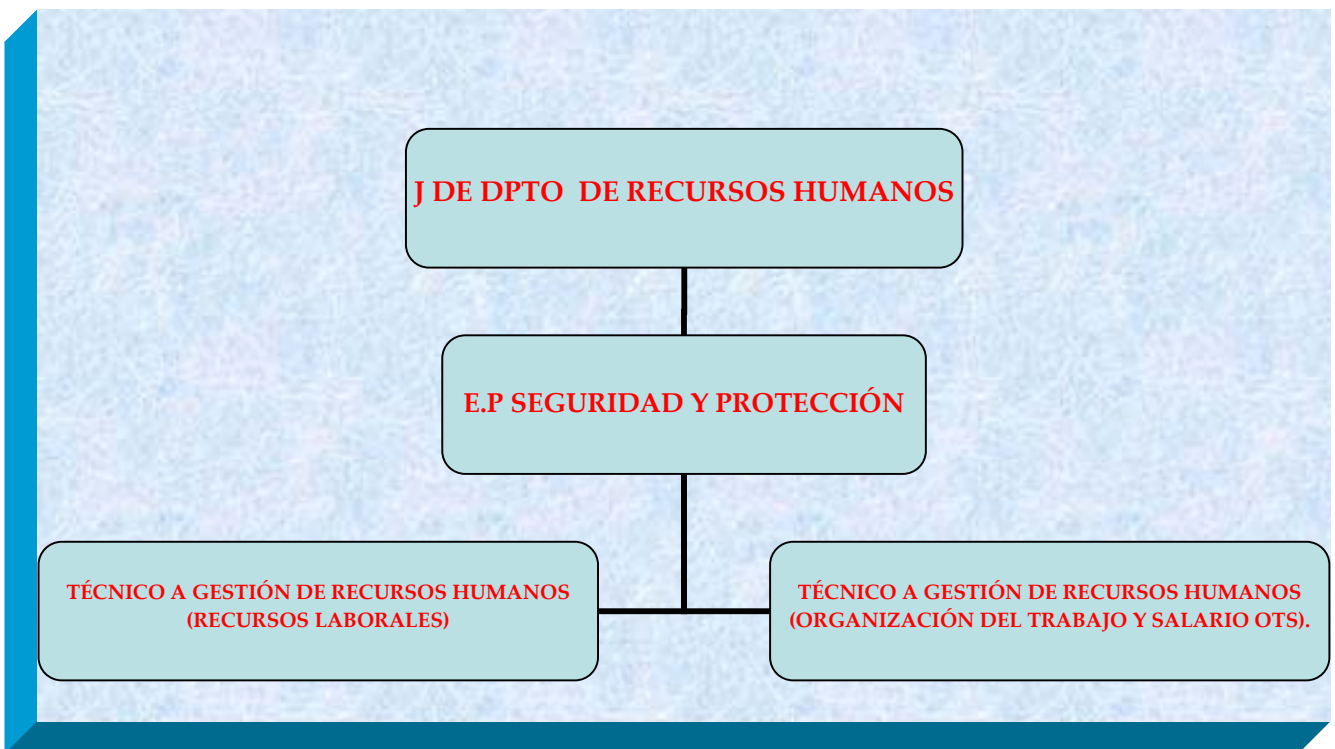 J DE DPTO  DE RECURSOS HUMANOS
E.P SEGURIDAD Y PROTECCIÓN
TÉCNICO A GESTIÓN DE RECURSOS HUMANOS
(RECURSOS LABORALES)
TÉCNICO A GESTIÓN DE RECURSOS HUMANOS
(ORGANIZACIÓN DEL TRABAJO Y SALARIO OTS).